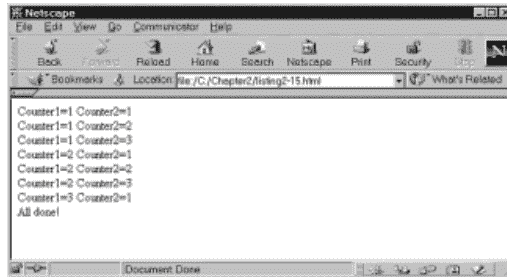 Netscape
File Edit View Go Communicator Help
Back Forward Reload Home Search Netscape Print Security Stop N
Bookmarks Location: file:/C:/Chapter2/listing2-15.html What's Related
Counter1=1 Counter2=1
Counter1=1 Counter2=2
Counter1=1 Counter2=3
Counter1=2 Counter2=1
Counter1=2 Counter2=2
Counter1=2 Counter2=3
Counter1=3 Counter2=1
All done!
Document Done